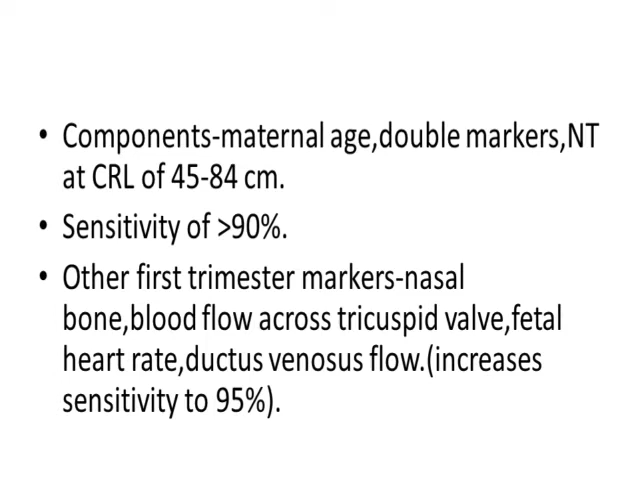 • Components-maternal age,double markers,NT
at CRL of 45-84 cm.
• Sensitivity of >90%.
• Other first trimester markers-nasal
bone,blood flow across tricuspid valve,fetal
heart rate,ductus venosus flow.(increases
sensitivity to 95%).